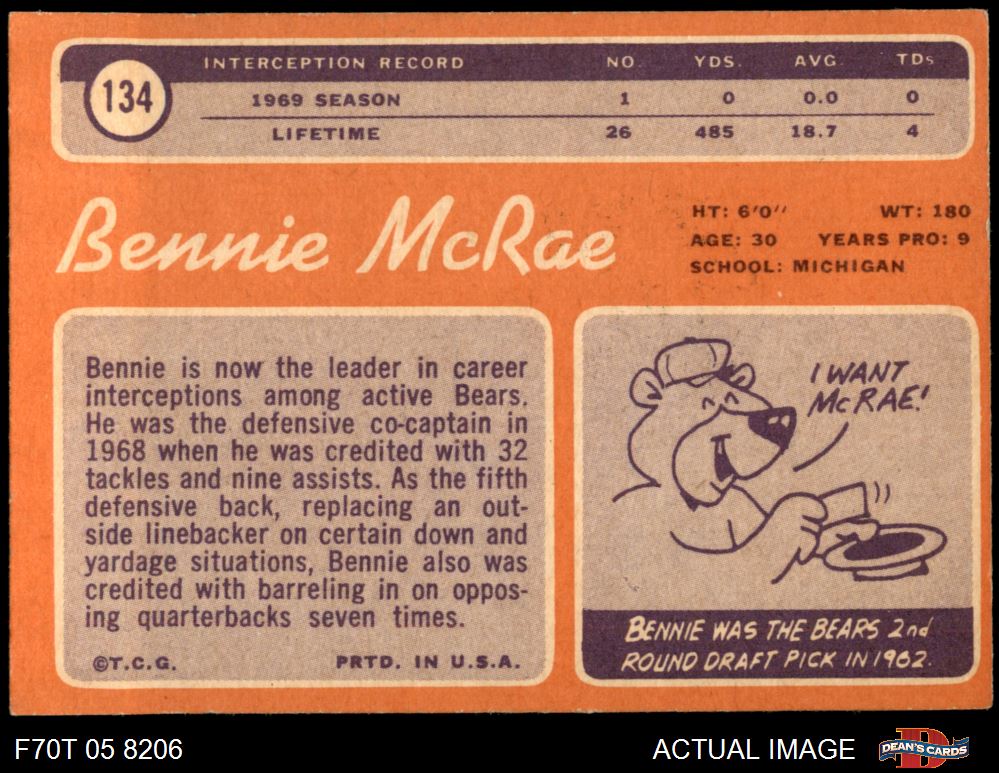 134
INTERCEPTION RECORD NO. YDS. AVG. TDs
1969 SEASON 1 0 0.0 0
LIFETIME 26 485 18.7 4
Bennie McRae
HT: 6'0" WT: 180
AGE: 30 YEARS PRO: 9
SCHOOL: MICHIGAN
Bennie is now the leader in career
interceptions among active Bears.
He was the defensive co-captain in
1968 when he was credited with 32
tackles and nine assists. As the fifth
defensive back, replacing an out-
side linebacker on certain down and
yardage situations, Bennie also was
credited with barreling in on oppos-
ing quarterbacks seven times.
©T.C.G. PRTD. IN U.S.A.
I WANT
McRAE!
BENNIE WAS THE BEARS 2nd
ROUND DRAFT PICK IN 1962.
F70T 05 8206 ACTUAL IMAGE DEAN'S CARDS